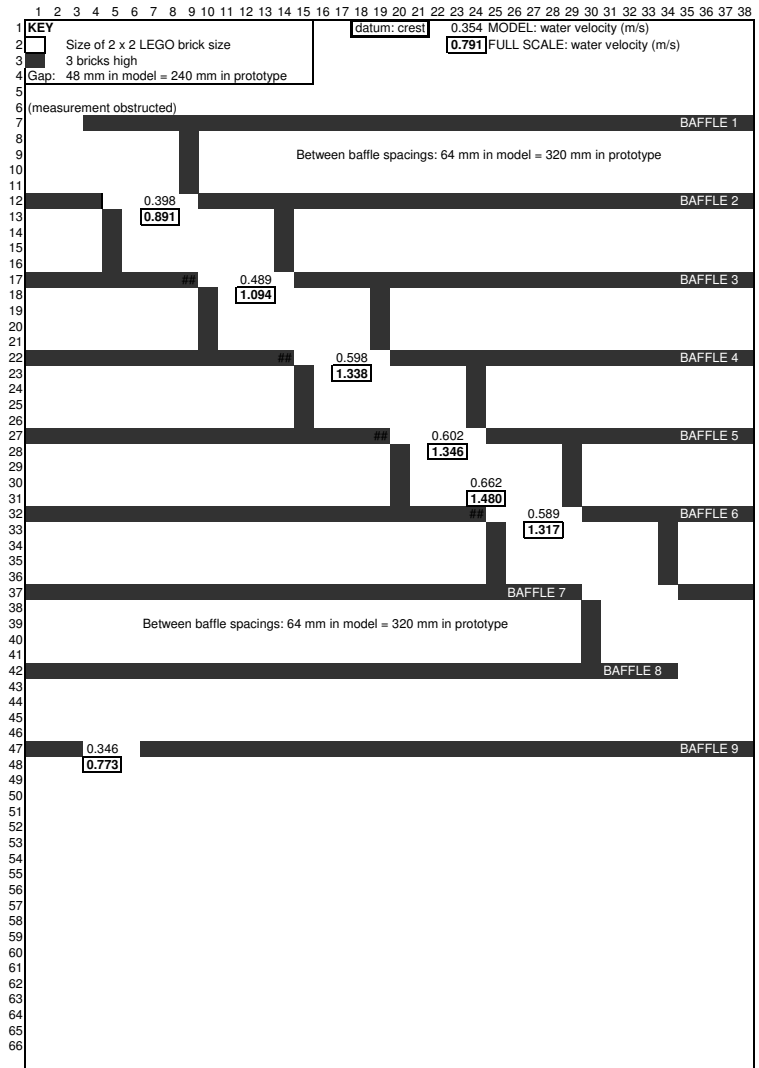 1 2 3 4 5 6 7 8 9 10 11 12 13 14 15 16 17 18 19 20 21 22 23 24 25 26 27 28 29 30 31 32 33 34 35 36 37 38
1 KEY datum: crest 0.354 MODEL: water velocity (m/s)
2 Size of 2 x 2 LEGO brick size 0.791 FULL SCALE: water velocity (m/s)
3 3 bricks high
4 Gap: 48 mm in model = 240 mm in prototype
5
6 (measurement obstructed)
7 BAFFLE 1
8
9 Between baffle spacings: 64 mm in model = 320 mm in prototype
10
11
12 0.398 BAFFLE 2
13 0.891
14
15
16
17 ## 0.489 BAFFLE 3
18 1.094
19
20
21
22 ## 0.598 BAFFLE 4
23 1.338
24
25
26
27 ## 0.602 BAFFLE 5
28 1.346
29
30 0.662
31 1.480
32 ## 0.589 BAFFLE 6
33 1.317
34
35
36
37 BAFFLE 7
38
39 Between baffle spacings: 64 mm in model = 320 mm in prototype
40
41
42 BAFFLE 8
43
44
45
46
47 0.346 BAFFLE 9
48 0.773
49
50
51
52
53
54
55
56
57
58
59
60
61
62
63
64
65
66